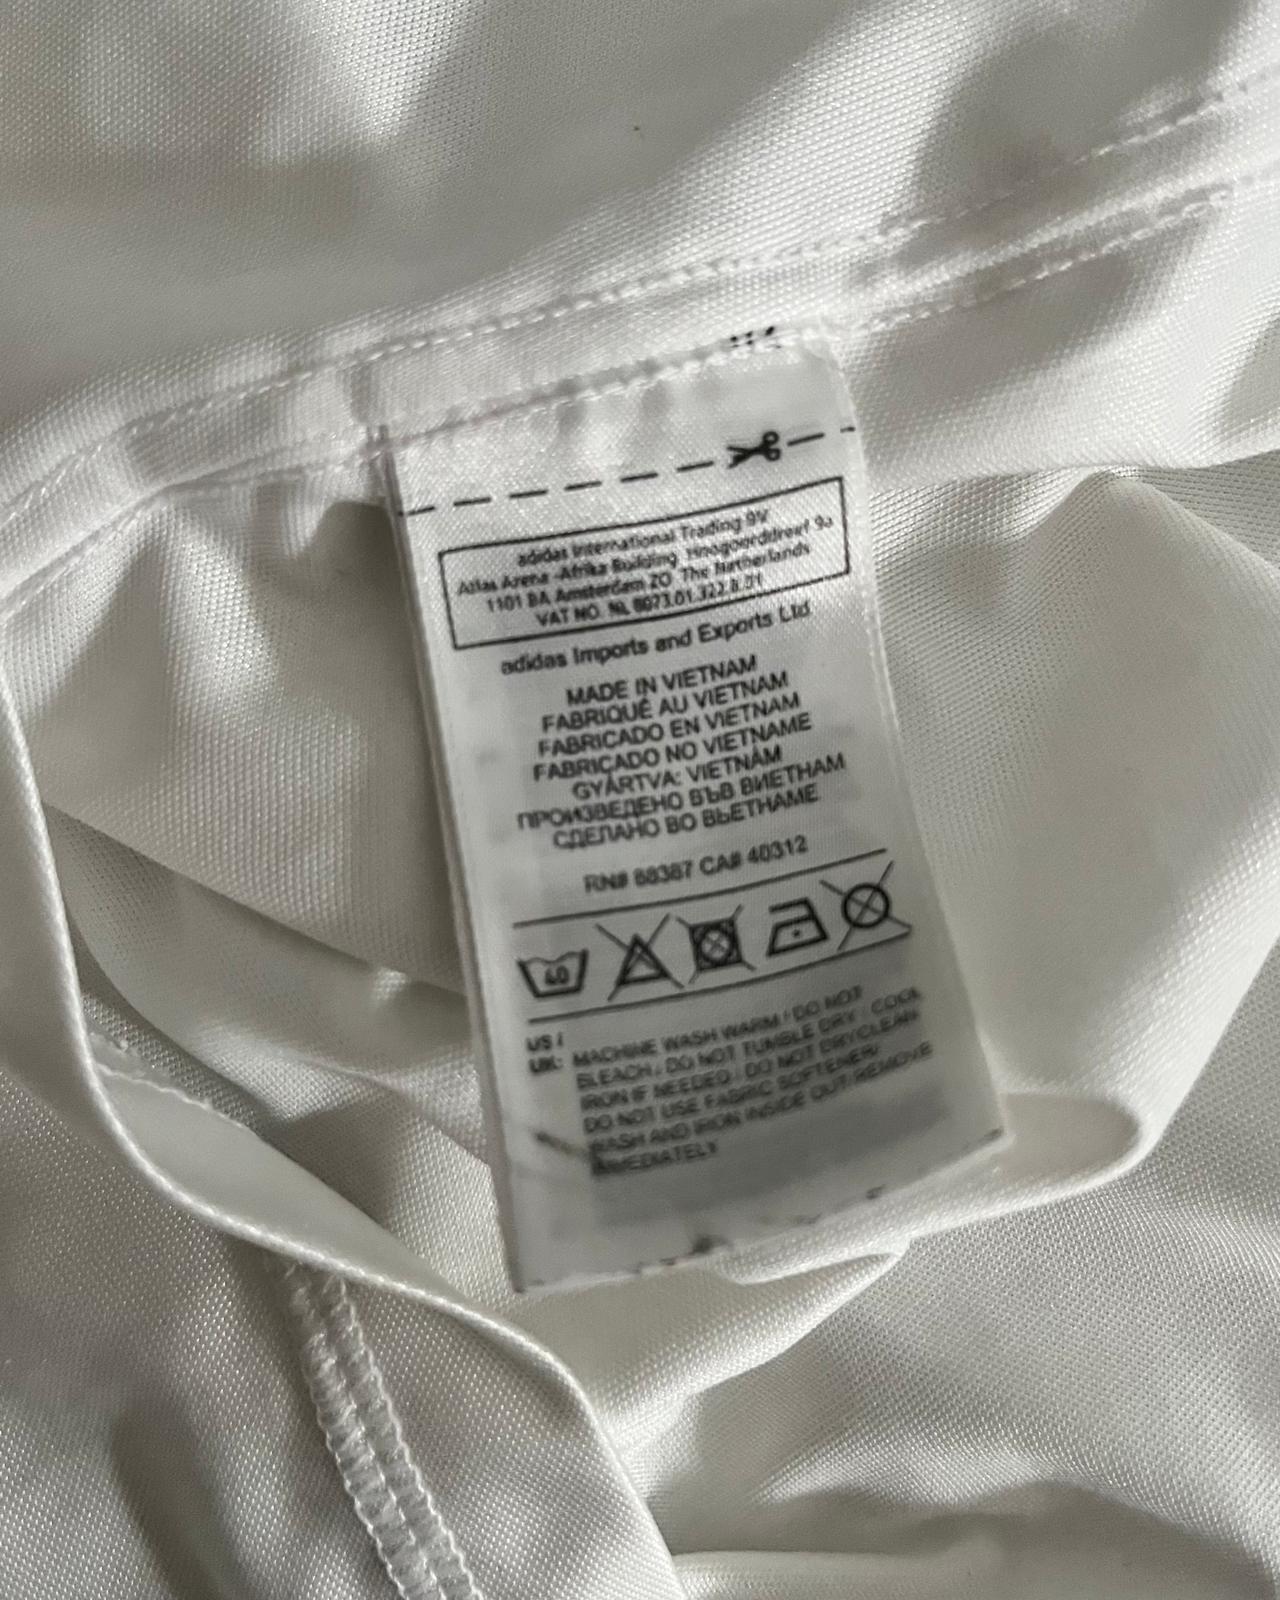 adidas International Trading BV
Atlas Arena -Afrika Building, Hoogoorddreef 9a
1101 BA Amsterdam ZO The Netherlands
VAT NO. NL 8073.01.322.B.01
adidas Imports and Exports Ltd
MADE IN VIETNAM
FABRIQUÉ AU VIETNAM
FABRICADO EN VIETNAM
FABRICADO NO VIETNAME
GYÁRTVA: VIETNÁM
ПРОИЗВЕДЕНО ВЪВ ВИЕТНАМ
СДЕЛАНО ВО ВЬЕТНАМЕ
RN# 88387 CA# 40312
40
US /
UK: MACHINE WASH WARM / DO NOT
BLEACH / DO NOT TUMBLE DRY / COOL
IRON IF NEEDED / DO NOT DRYCLEAN
DO NOT USE FABRIC SOFTENER/
WASH AND IRON INSIDE OUT/REMOVE
IMMEDIATELY